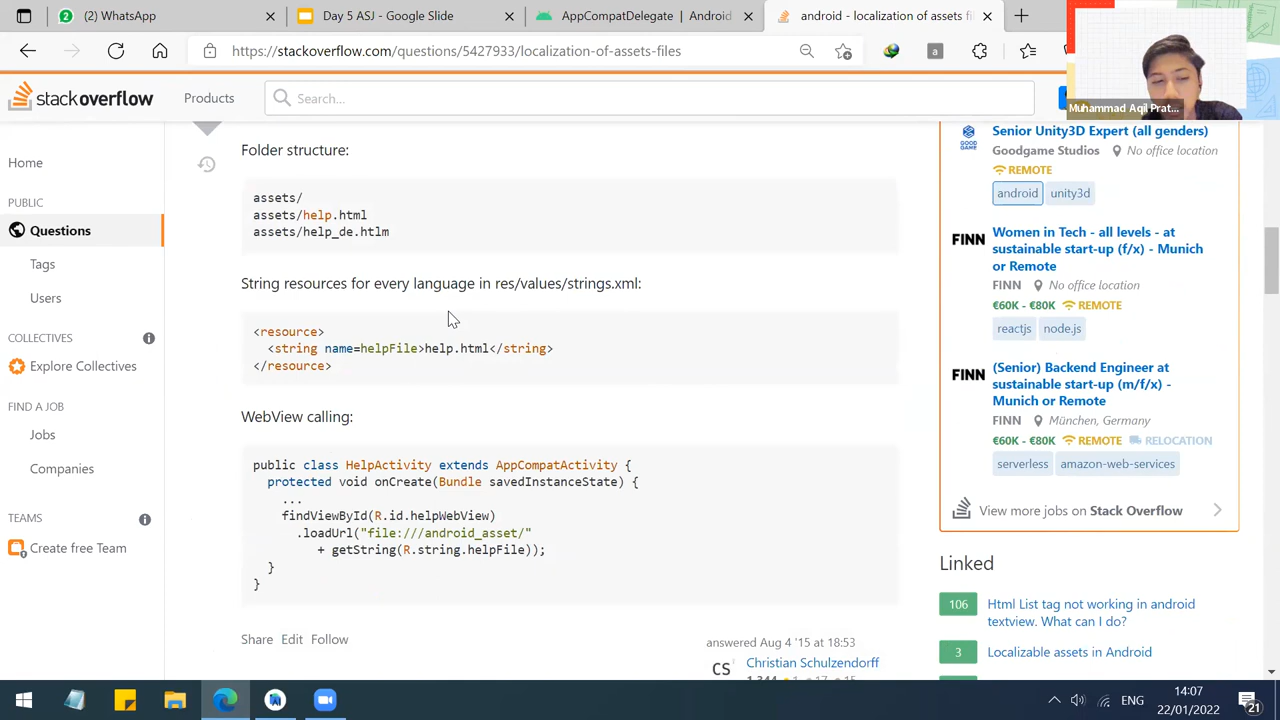 (2) WhatsApp
Day 5 ASJ - Google Slide
AppCompatDelegate | Android
android - localization of assets fi
https://stackoverflow.com/questions/5427933/localization-of-assets-files
a
stackoverflow
Products
Search...
Muhammad Aqil Prat...
Home
PUBLIC
Questions
Tags
Users
COLLECTIVES
Explore Collectives
FIND A JOB
Jobs
Companies
TEAMS
Create free Team
Folder structure:
assets/
assets/help.html
assets/help_de.htlm
String resources for every language in res/values/strings.xml:
<resource>
<string name=helpFile>help.html</string>
</resource>
WebView calling:
public class HelpActivity extends AppCompatActivity {
protected void onCreate(Bundle savedInstanceState) {
...
findViewById(R.id.helpWebView)
.loadUrl("file:///android_asset/"
+ getString(R.string.helpFile));
}
}
Share Edit Follow
answered Aug 4 '15 at 18:53
CS
Christian Schulzendorff
Senior Unity3D Expert (all genders)
GOOD GAME
Goodgame Studios No office location
REMOTE
android unity3d
FINN
Women in Tech - all levels - at
sustainable start-up (f/x) - Munich
or Remote
FINN No office location
€60K - €80K REMOTE
reactjs node.js
FINN
(Senior) Backend Engineer at
sustainable start-up (m/f/x) -
Munich or Remote
FINN München, Germany
€60K - €80K REMOTE RELOCATION
serverless amazon-web-services
View more jobs on Stack Overflow
Linked
106
Html List tag not working in android
textview. What can I do?
3
Localizable assets in Android
ENG
14:07
22/01/2022
21